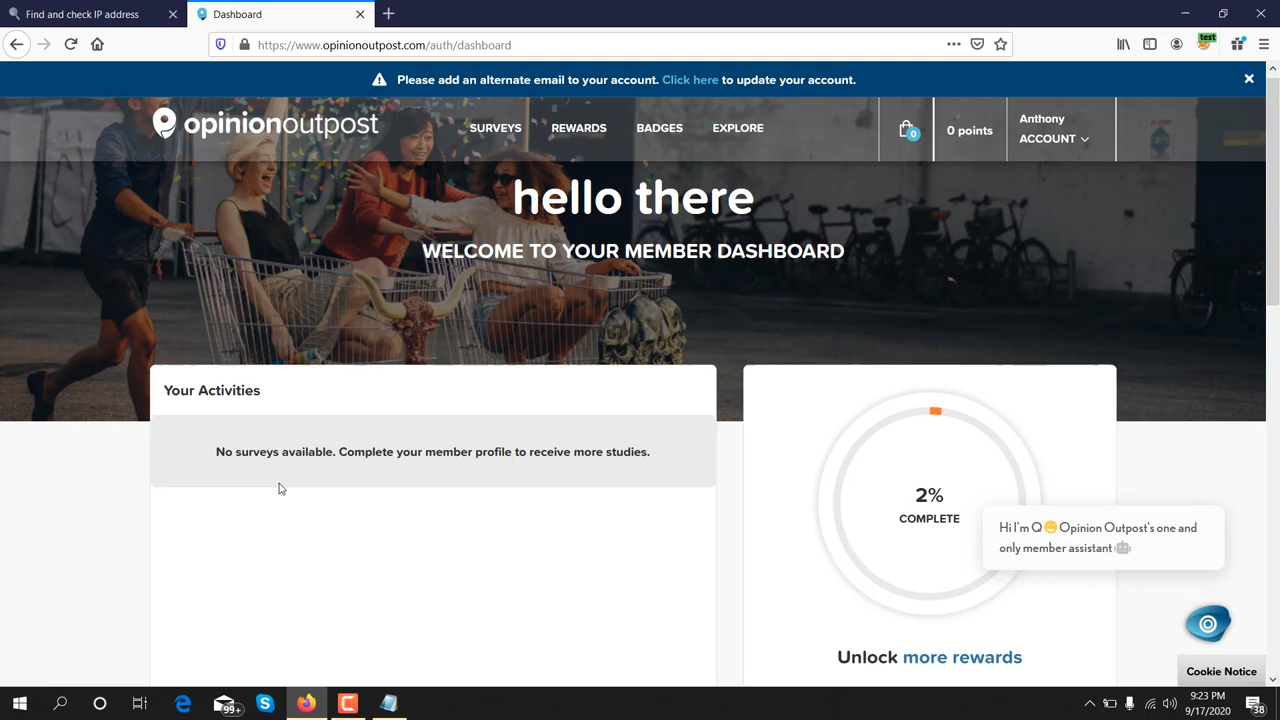 Find and check IP address
Dashboard
https://www.opinionoutpost.com/auth/dashboard
test
Please add an alternate email to your account. Click here to update your account.
opinionoutpost
SURVEYS
REWARDS
BADGES
EXPLORE
0
0 points
Anthony
ACCOUNT
hello there
WELCOME TO YOUR MEMBER DASHBOARD
Your Activities
No surveys available. Complete your member profile to receive more studies.
2%
COMPLETE
Hi I'm Q 😀 Opinion Outpost's one and
only member assistant 🤖
Unlock more rewards
Cookie Notice
99+
9:23 PM
9/17/2020
38